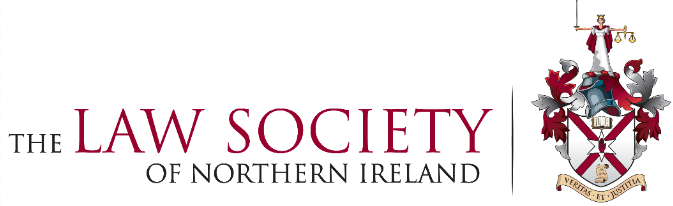 THE LAW SOCIETY
OF NORTHERN IRELAND
VERITAS · ET · JUSTITIA